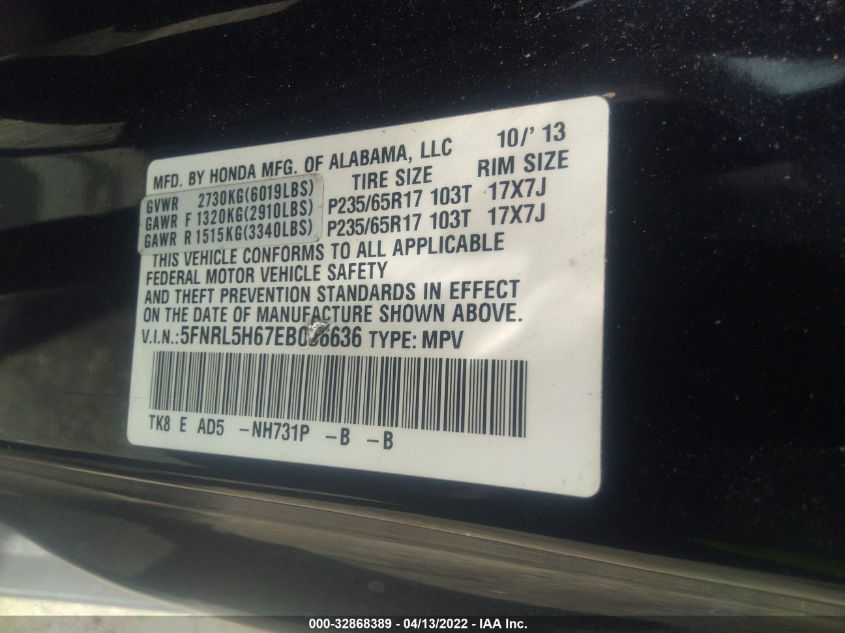 MFD. BY HONDA MFG. OF ALABAMA, LLC 10/'13
TIRE SIZE RIM SIZE
GVWR 2730KG(6019LBS)
GAWR F 1320KG(2910LBS) P235/65R17 103T 17X7J
GAWR R 1515KG(3340LBS) P235/65R17 103T 17X7J
THIS VEHICLE CONFORMS TO ALL APPLICABLE
FEDERAL MOTOR VEHICLE SAFETY
AND THEFT PREVENTION STANDARDS IN EFFECT
ON THE DATE OF MANUFACTURE SHOWN ABOVE.
V.I.N.: TYPE: MPV
TK8 E AD5 -NH731P -B -B
000-32868389 - 04/13/2022 - IAA Inc.